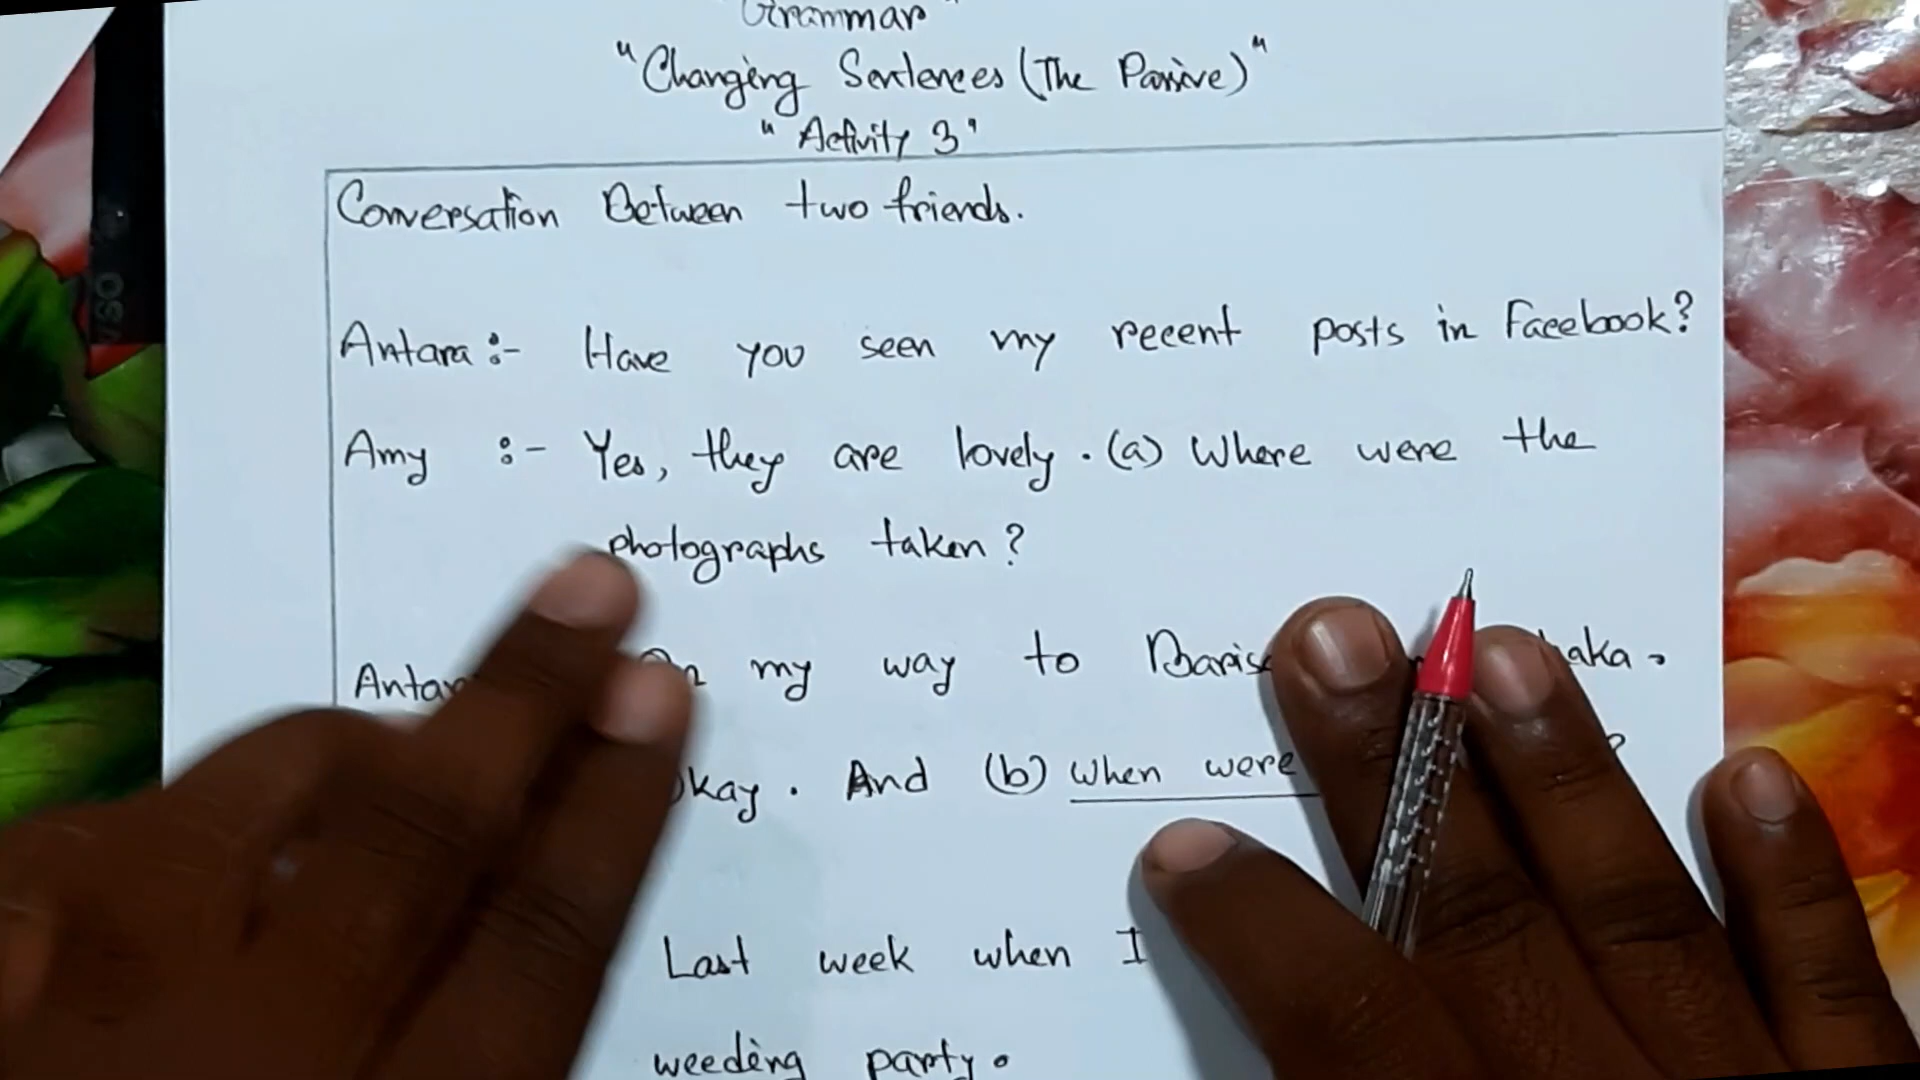 Grammar"
"Changing Sentences (The Passive)"
"Activity 3"
Conversation Between two friends.
Antara :- Have you seen my recent posts in Facebook?
Amy :- Yes, they are lovely. (a) Where were the
photographs taken?
my way to
And (b) when were ?
Last week when I
weeding party.